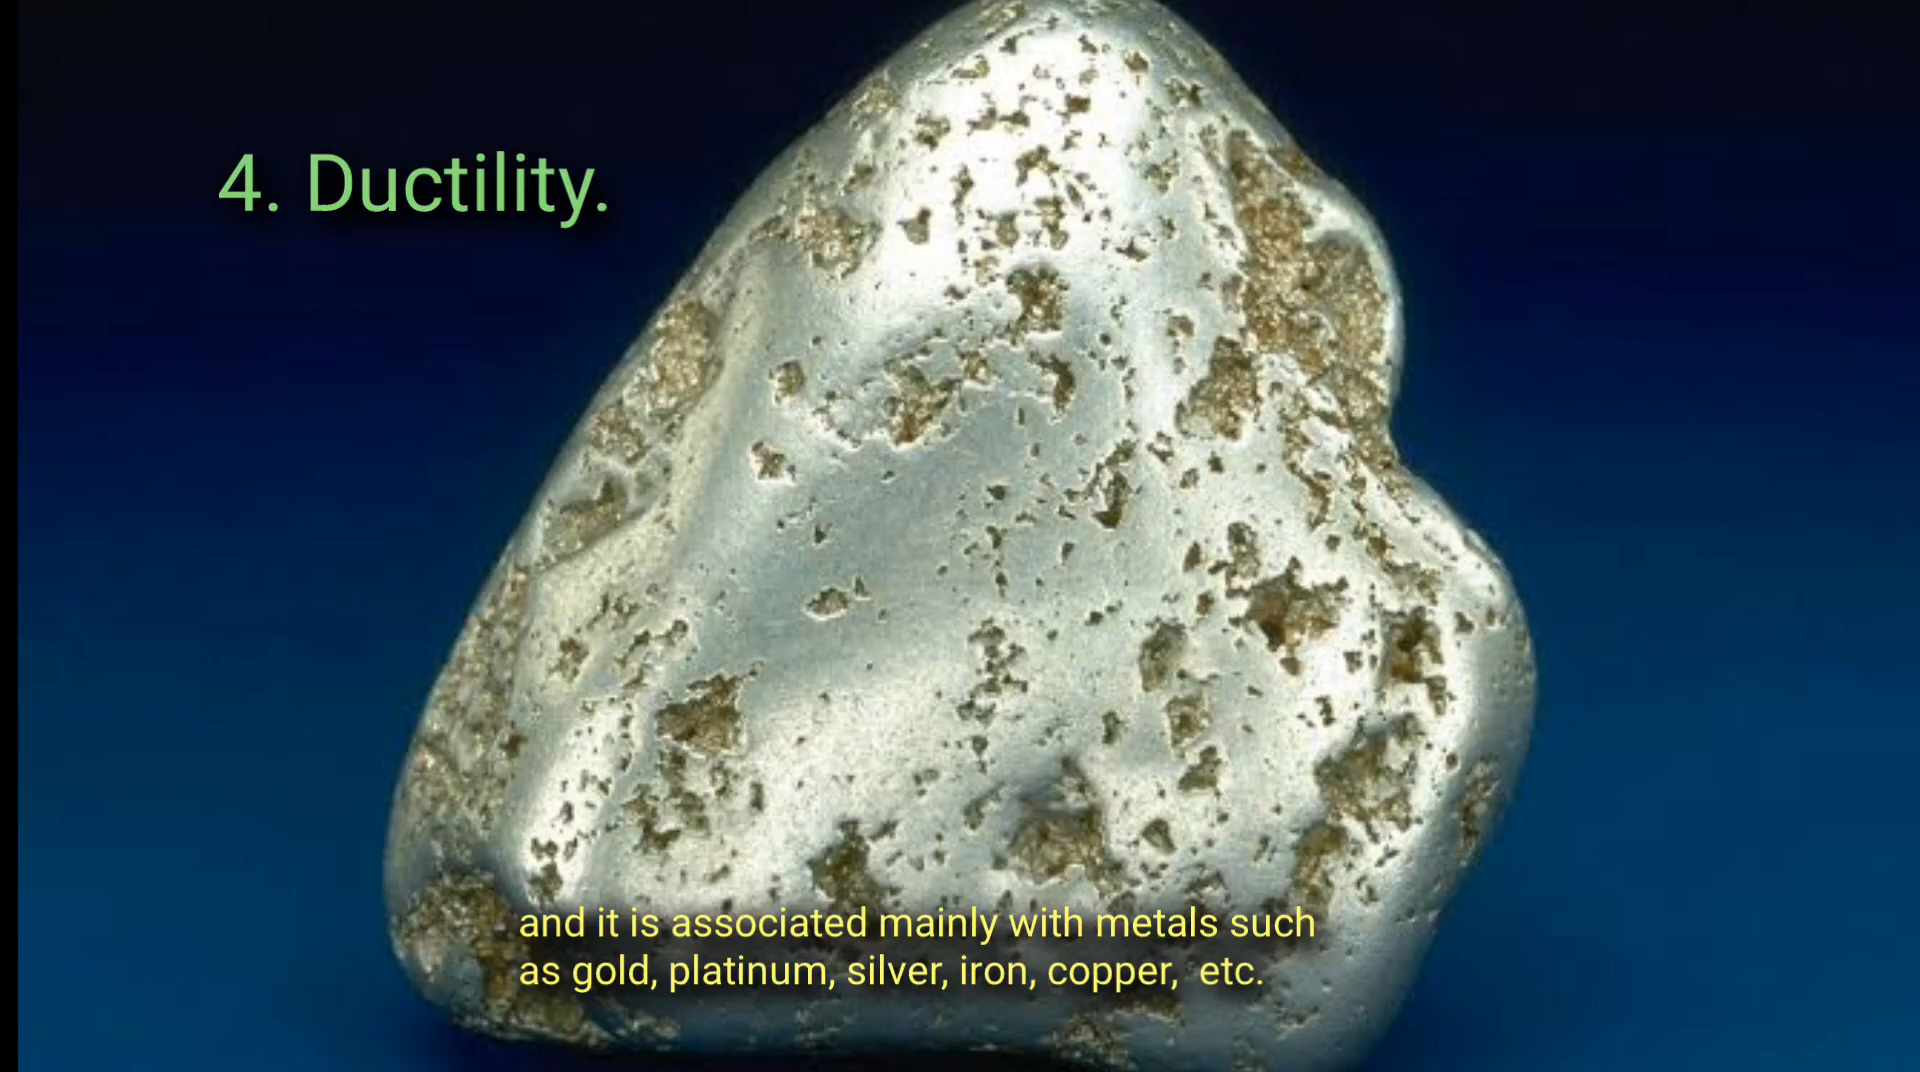 4. Ductility.
and it is associated mainly with metals such
as gold, platinum, silver, iron, copper,  etc.